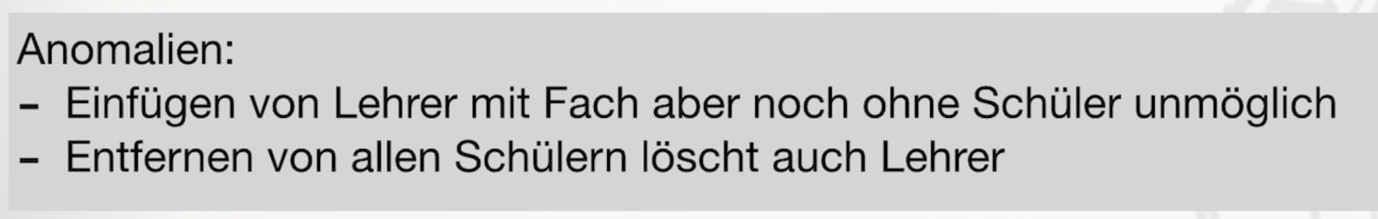 Anomalien:
- Einfügen von Lehrer mit Fach aber noch ohne Schüler unmöglich
- Entfernen von allen Schülern löscht auch Lehrer